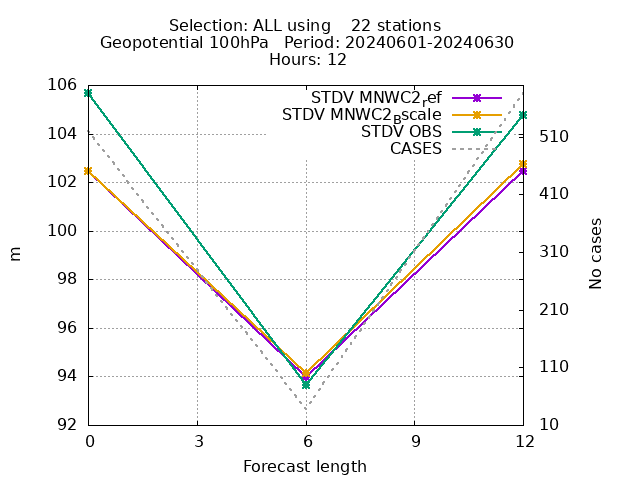 Selection: ALL using 22 stations
Geopotential 100hPa Period: 20240601-20240630
Hours: 12
STDV MNWC2ref
STDV MNWC2Bscale
STDV OBS
CASES
106
104
102
100
98
96
94
92
510
410
310
210
110
10
m
No cases
0 3 6 9 12
Forecast length